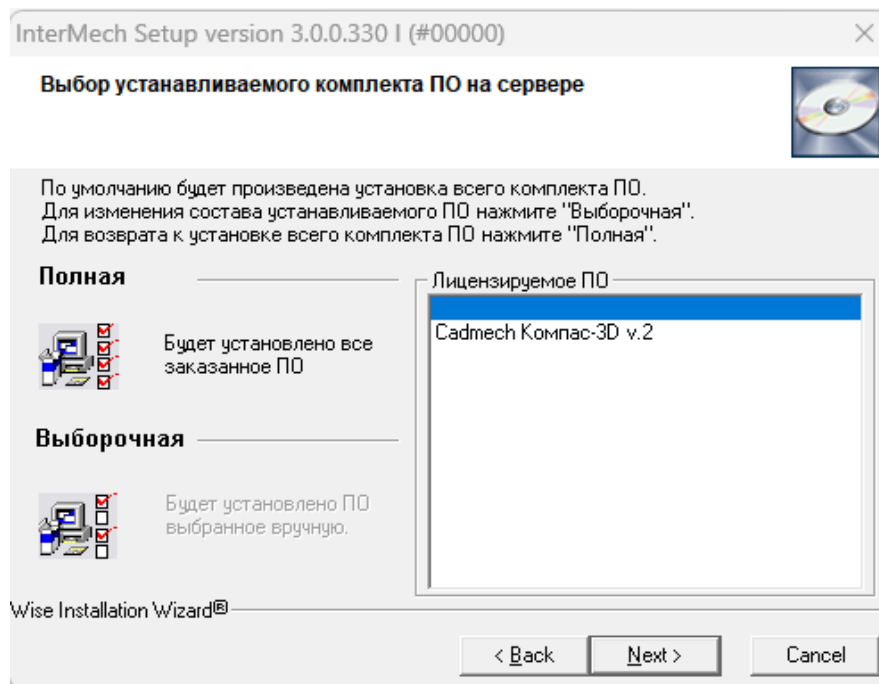 InterMech Setup version 3.0.0.330 I (#00000)
Выбор устанавливаемого комплекта ПО на сервере
По умолчанию будет произведена установка всего комплекта ПО.
Для изменения состава устанавливаемого ПО нажмите "Выборочная".
Для возврата к установке всего комплекта ПО нажмите "Полная".
Полная
Будет установлено все
заказанное ПО
Выборочная
Будет установлено ПО
выбранное вручную.
Лицензируемое ПО
Cadmech Компас-3D v.2
Wise Installation Wizard®
< Back
Next >
Cancel